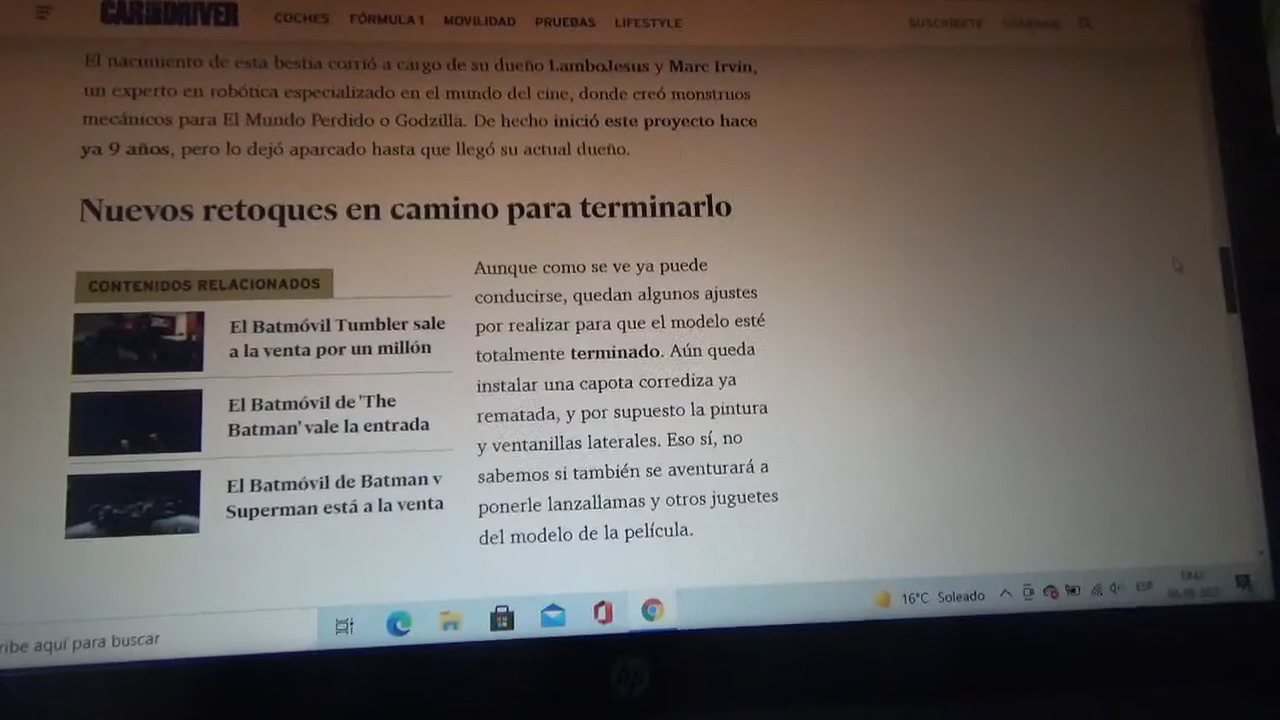 CAR AND DRIVER
COCHES FÓRMULA 1 MOVILIDAD PRUEBAS LIFESTYLE
SUSCRÍBETE
El nacimiento de esta bestia corrió a cargo de su dueño LamboJesus y Marc Irvin,
un experto en robótica especializado en el mundo del cine, donde creó monstruos
mecánicos para El Mundo Perdido o Godzilla. De hecho inició este proyecto hace
ya 9 años, pero lo dejó aparcado hasta que llegó su actual dueño.
Nuevos retoques en camino para terminarlo
CONTENIDOS RELACIONADOS
El Batmóvil Tumbler sale
a la venta por un millón
El Batmóvil de 'The
Batman' vale la entrada
El Batmóvil de Batman v
Superman está a la venta
Aunque como se ve ya puede
conducirse, quedan algunos ajustes
por realizar para que el modelo esté
totalmente terminado. Aún queda
instalar una capota corrediza ya
rematada, y por supuesto la pintura
y ventanillas laterales. Eso sí, no
sabemos si también se aventurará a
ponerle lanzallamas y otros juguetes
del modelo de la película.
ribe aquí para buscar
16°C Soleado
ESP
hp